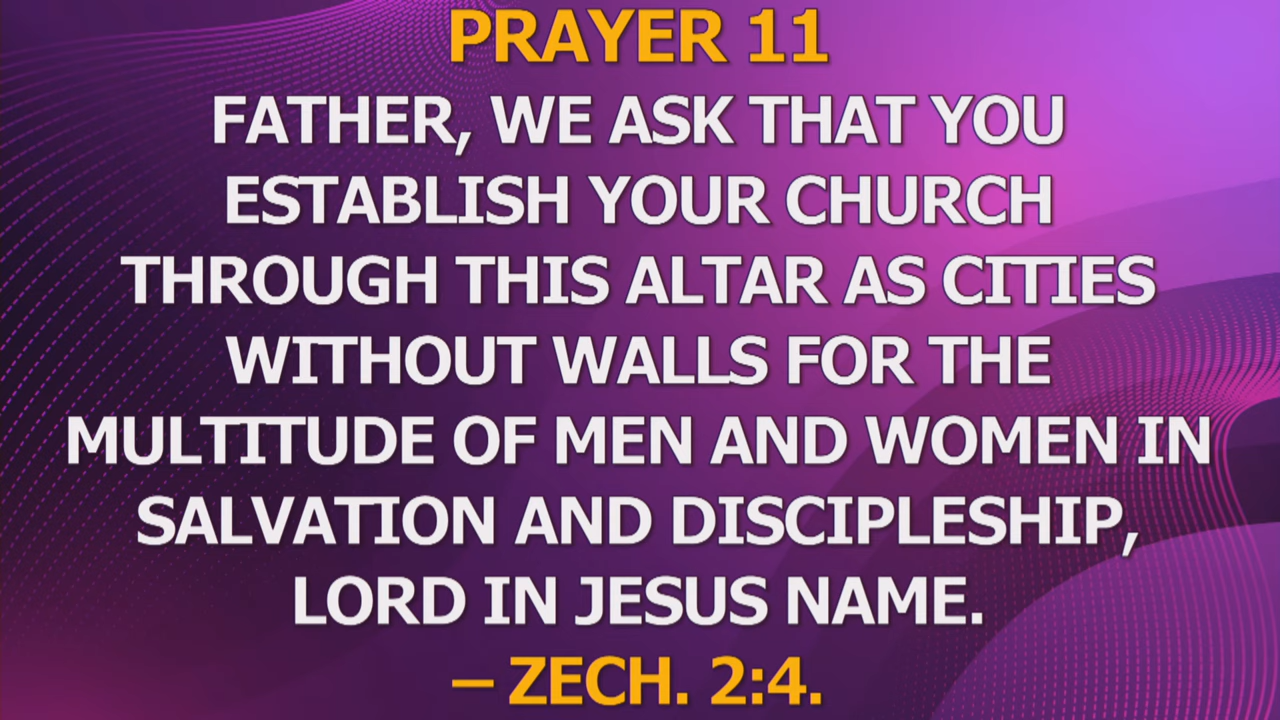 PRAYER 11
FATHER, WE ASK THAT YOU
ESTABLISH YOUR CHURCH
THROUGH THIS ALTAR AS CITIES
WITHOUT WALLS FOR THE
MULTITUDE OF MEN AND WOMEN IN
SALVATION AND DISCIPLESHIP,
LORD IN JESUS NAME.
– ZECH. 2:4.